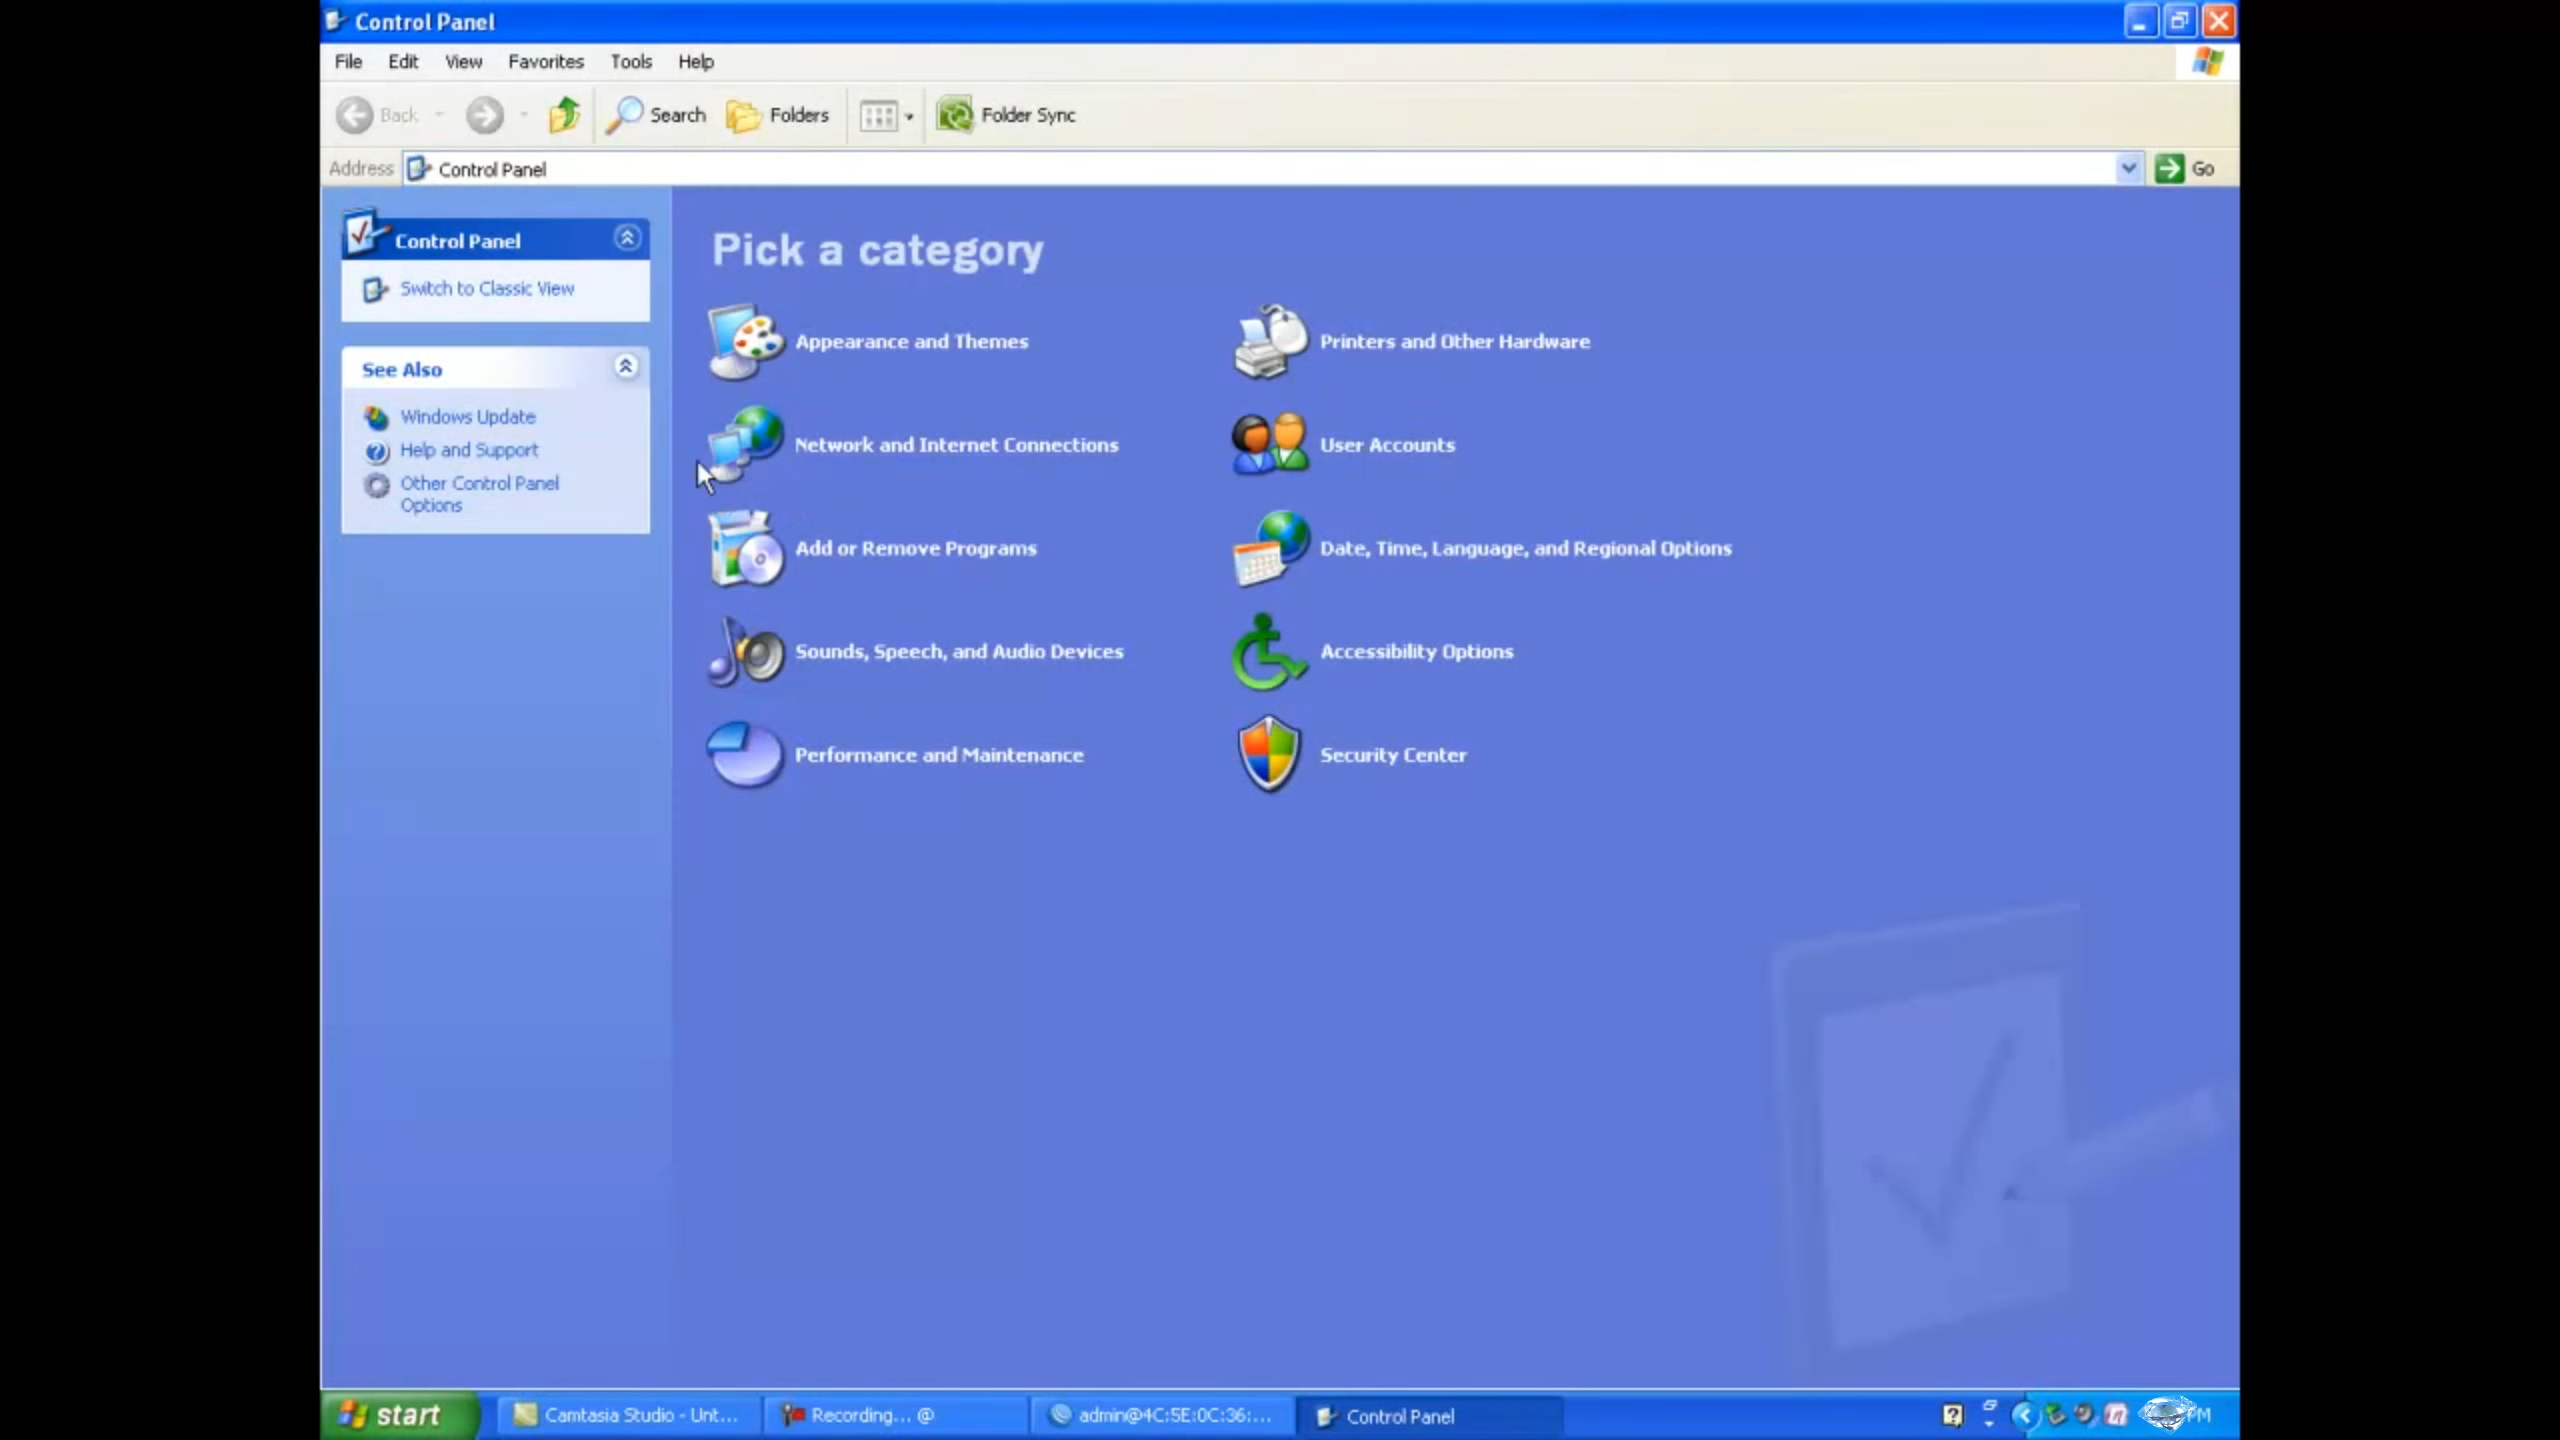 Control Panel
File Edit View Favorites Tools Help
Back Search Folders Folder Sync
Address Control Panel Go
Control Panel
Switch to Classic View
See Also
Windows Update
Help and Support
Other Control Panel
Options
Pick a category
Appearance and Themes
Printers and Other Hardware
Network and Internet Connections
User Accounts
Add or Remove Programs
Date, Time, Language, and Regional Options
Sounds, Speech, and Audio Devices
Accessibility Options
Performance and Maintenance
Security Center
start Camtasia Studio - Unt... Recording... @ admin@4C:5E:0C:36:... Control Panel PM